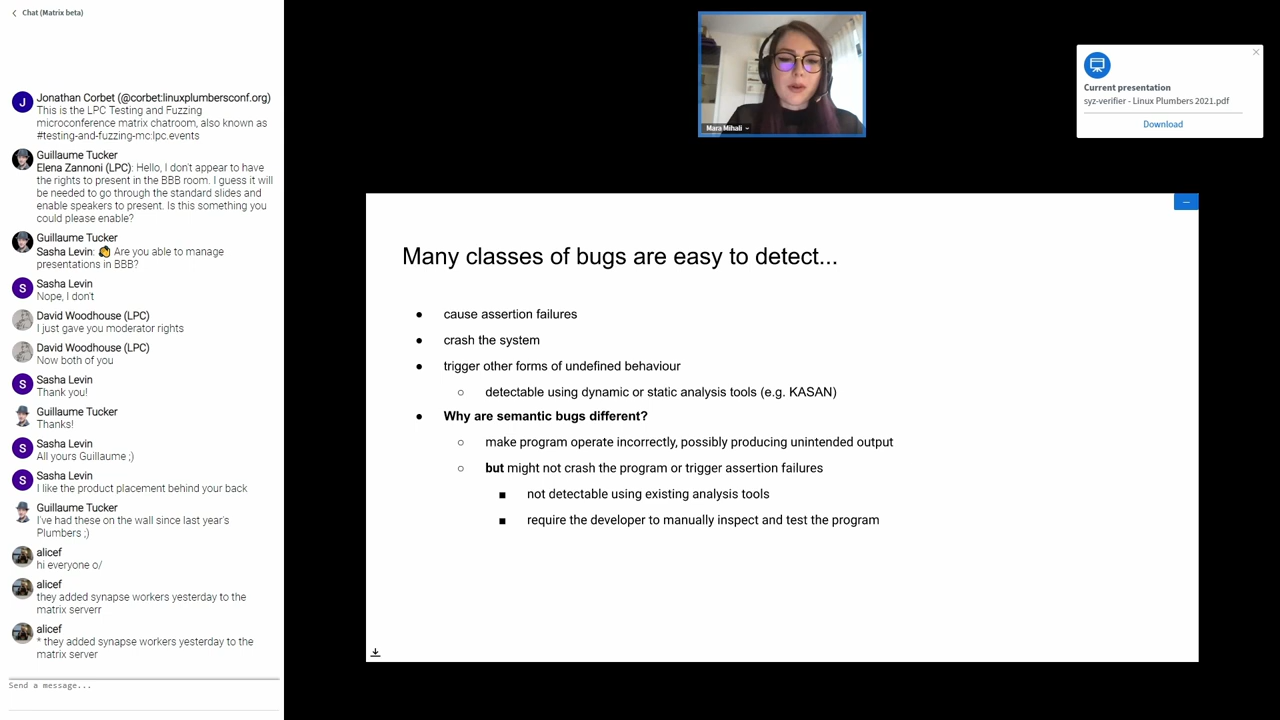 Chat (Matrix beta)
Jonathan Corbet (@corbet:linuxplumbersconf.org)
This is the LPC Testing and Fuzzing
microconference matrix chatroom, also known as
#testing-and-fuzzing-mc:lpc.events
Guillaume Tucker
Elena Zannoni (LPC): Hello, I don't appear to have
the rights to present in the BBB room. I guess it will
be needed to go through the standard slides and
enable speakers to present. Is this something you
could please enable?
Guillaume Tucker
Sasha Levin: 👏 Are you able to manage
presentations in BBB?
Sasha Levin
Nope, I don't
David Woodhouse (LPC)
I just gave you moderator rights
David Woodhouse (LPC)
Now both of you
Sasha Levin
Thank you!
Guillaume Tucker
Thanks!
Sasha Levin
All yours Guillaume ;)
Sasha Levin
I like the product placement behind your back
Guillaume Tucker
I've had these on the wall since last year's
Plumbers ;)
alicef
hi everyone o/
alicef
they added synapse workers yesterday to the
matrix serverr
alicef
* they added synapse workers yesterday to the
matrix server
Send a message...
Mara Mihali
Current presentation
syz-verifier - Linux Plumbers 2021.pdf
Download
Many classes of bugs are easy to detect...
● cause assertion failures
● crash the system
● trigger other forms of undefined behaviour
○ detectable using dynamic or static analysis tools (e.g. KASAN)
● Why are semantic bugs different?
○ make program operate incorrectly, possibly producing unintended output
○ but might not crash the program or trigger assertion failures
■ not detectable using existing analysis tools
■ require the developer to manually inspect and test the program